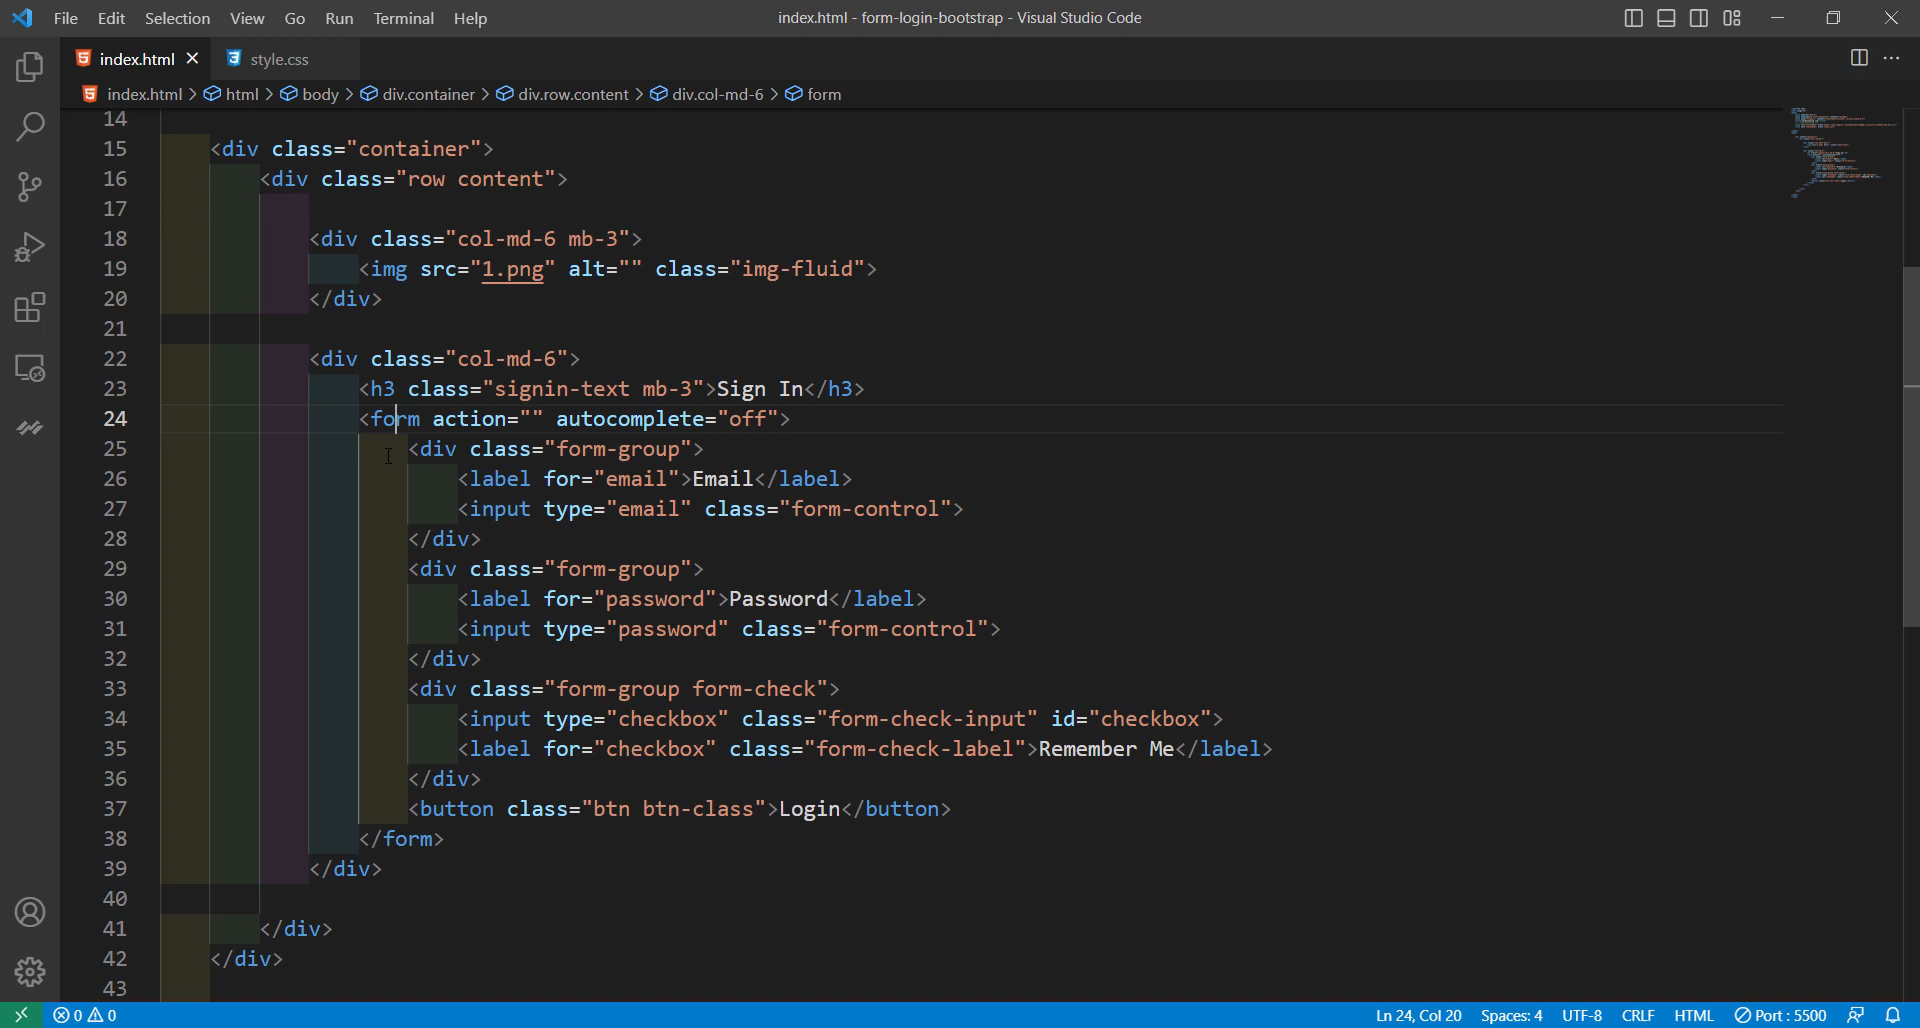 File Edit Selection View Go Run Terminal Help index.html - form-login-bootstrap - Visual Studio Code
index.html style.css
index.html > html > body > div.container > div.row.content > div.col-md-6 > form
14
15 <div class="container">
16 <div class="row content">
17
18 <div class="col-md-6 mb-3">
19 <img src="1.png" alt="" class="img-fluid">
20 </div>
21
22 <div class="col-md-6">
23 <h3 class="signin-text mb-3">Sign In</h3>
24 <form action="" autocomplete="off">
25 <div class="form-group">
26 <label for="email">Email</label>
27 <input type="email" class="form-control">
28 </div>
29 <div class="form-group">
30 <label for="password">Password</label>
31 <input type="password" class="form-control">
32 </div>
33 <div class="form-group form-check">
34 <input type="checkbox" class="form-check-input" id="checkbox">
35 <label for="checkbox" class="form-check-label">Remember Me</label>
36 </div>
37 <button class="btn btn-class">Login</button>
38 </form>
39 </div>
40
41 </div>
42 </div>
43
0 0 Ln 24, Col 20 Spaces: 4 UTF-8 CRLF HTML Port : 5500